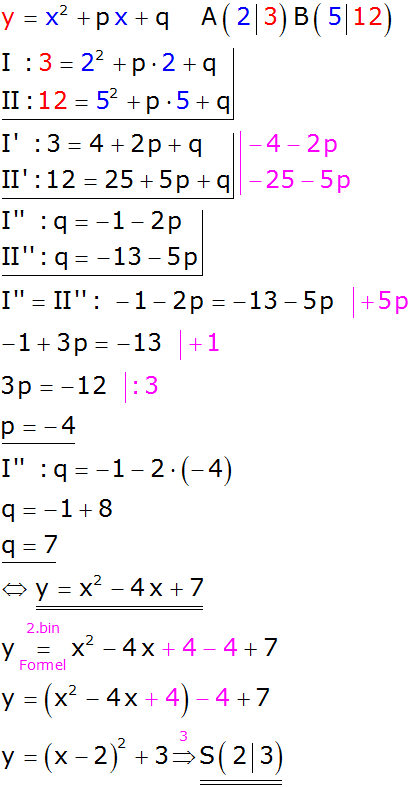 y = x² + px + q A(2|3) B(5|12)
I : 3 = 2² + p · 2 + q
II : 12 = 5² + p · 5 + q
I' : 3 = 4 + 2p + q |−4 − 2p
II' : 12 = 25 + 5p + q |−25 − 5p
I" : q = −1 − 2p
II" : q = −13 − 5p
I" = II" : −1 − 2p = −13 − 5p |+5p
−1 + 3p = −13 |+1
3p = −12 |:3
p = −4
I" : q = −1 − 2 · (−4)
q = −1 + 8
q = 7
⇔ y = x² − 4x + 7
2.bin
y = x² − 4x + 4 − 4 + 7
Formel
y = (x² − 4x + 4) − 4 + 7
3
y = (x − 2)² + 3 ⇒ S(2|3)